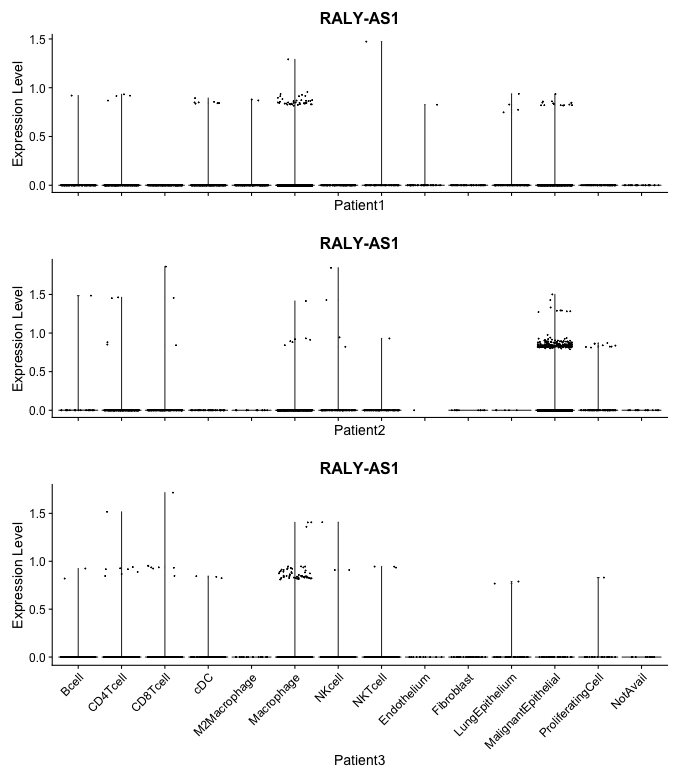 RALY-AS1
Expression Level
1.5
1.0
0.5
0.0
Patient1
RALY-AS1
Expression Level
1.5
1.0
0.5
0.0
Patient2
RALY-AS1
Expression Level
1.5
1.0
0.5
0.0
Bcell
CD4Tcell
CD8Tcell
cDC
M2Macrophage
Macrophage
NKcell
NKTcell
Endothelium
Fibroblast
LungEpithelium
MalignantEpithelial
ProliferatingCell
NotAvail
Patient3